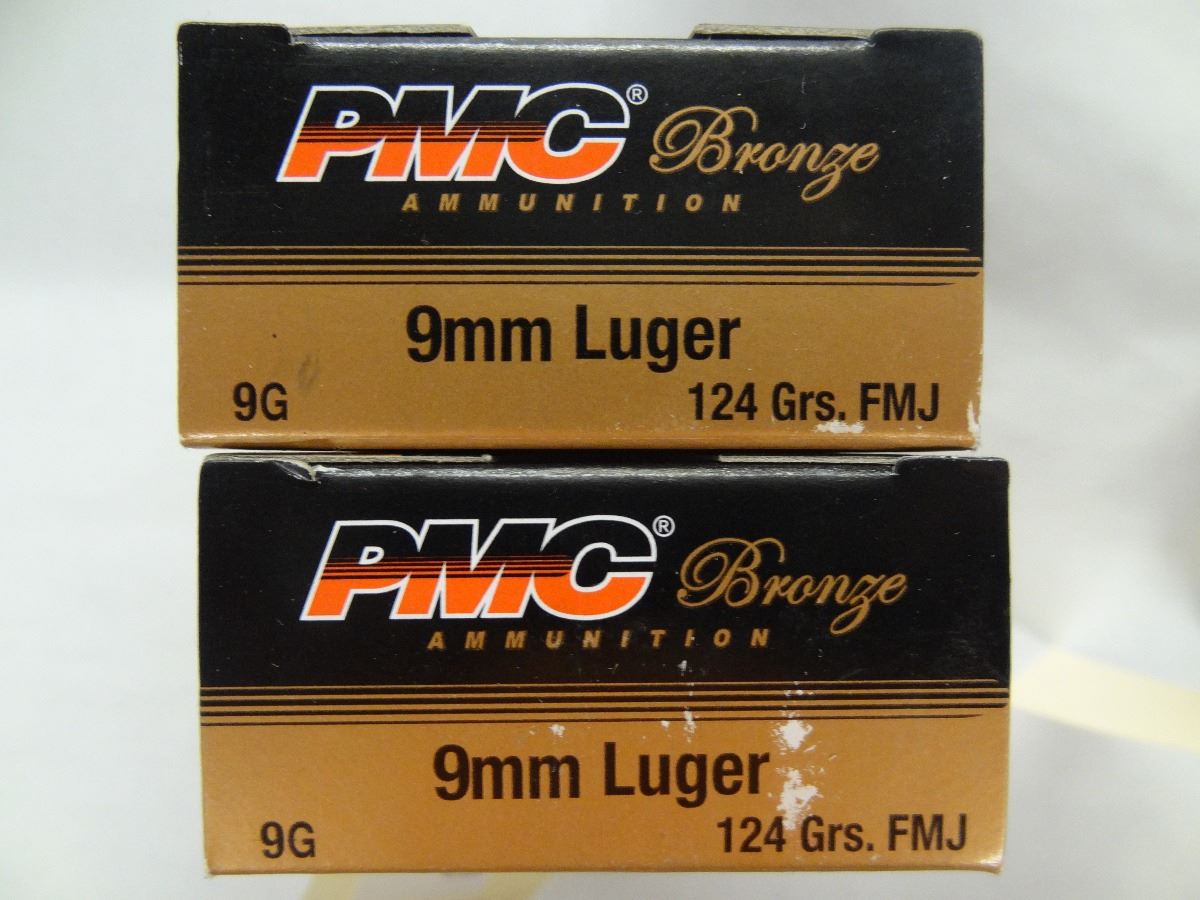 PMC® Bronze
AMMUNITION
9mm Luger
9G 124 Grs. FMJ
PMC® Bronze
AMMUNITION
9mm Luger
9G 124 Grs. FMJ